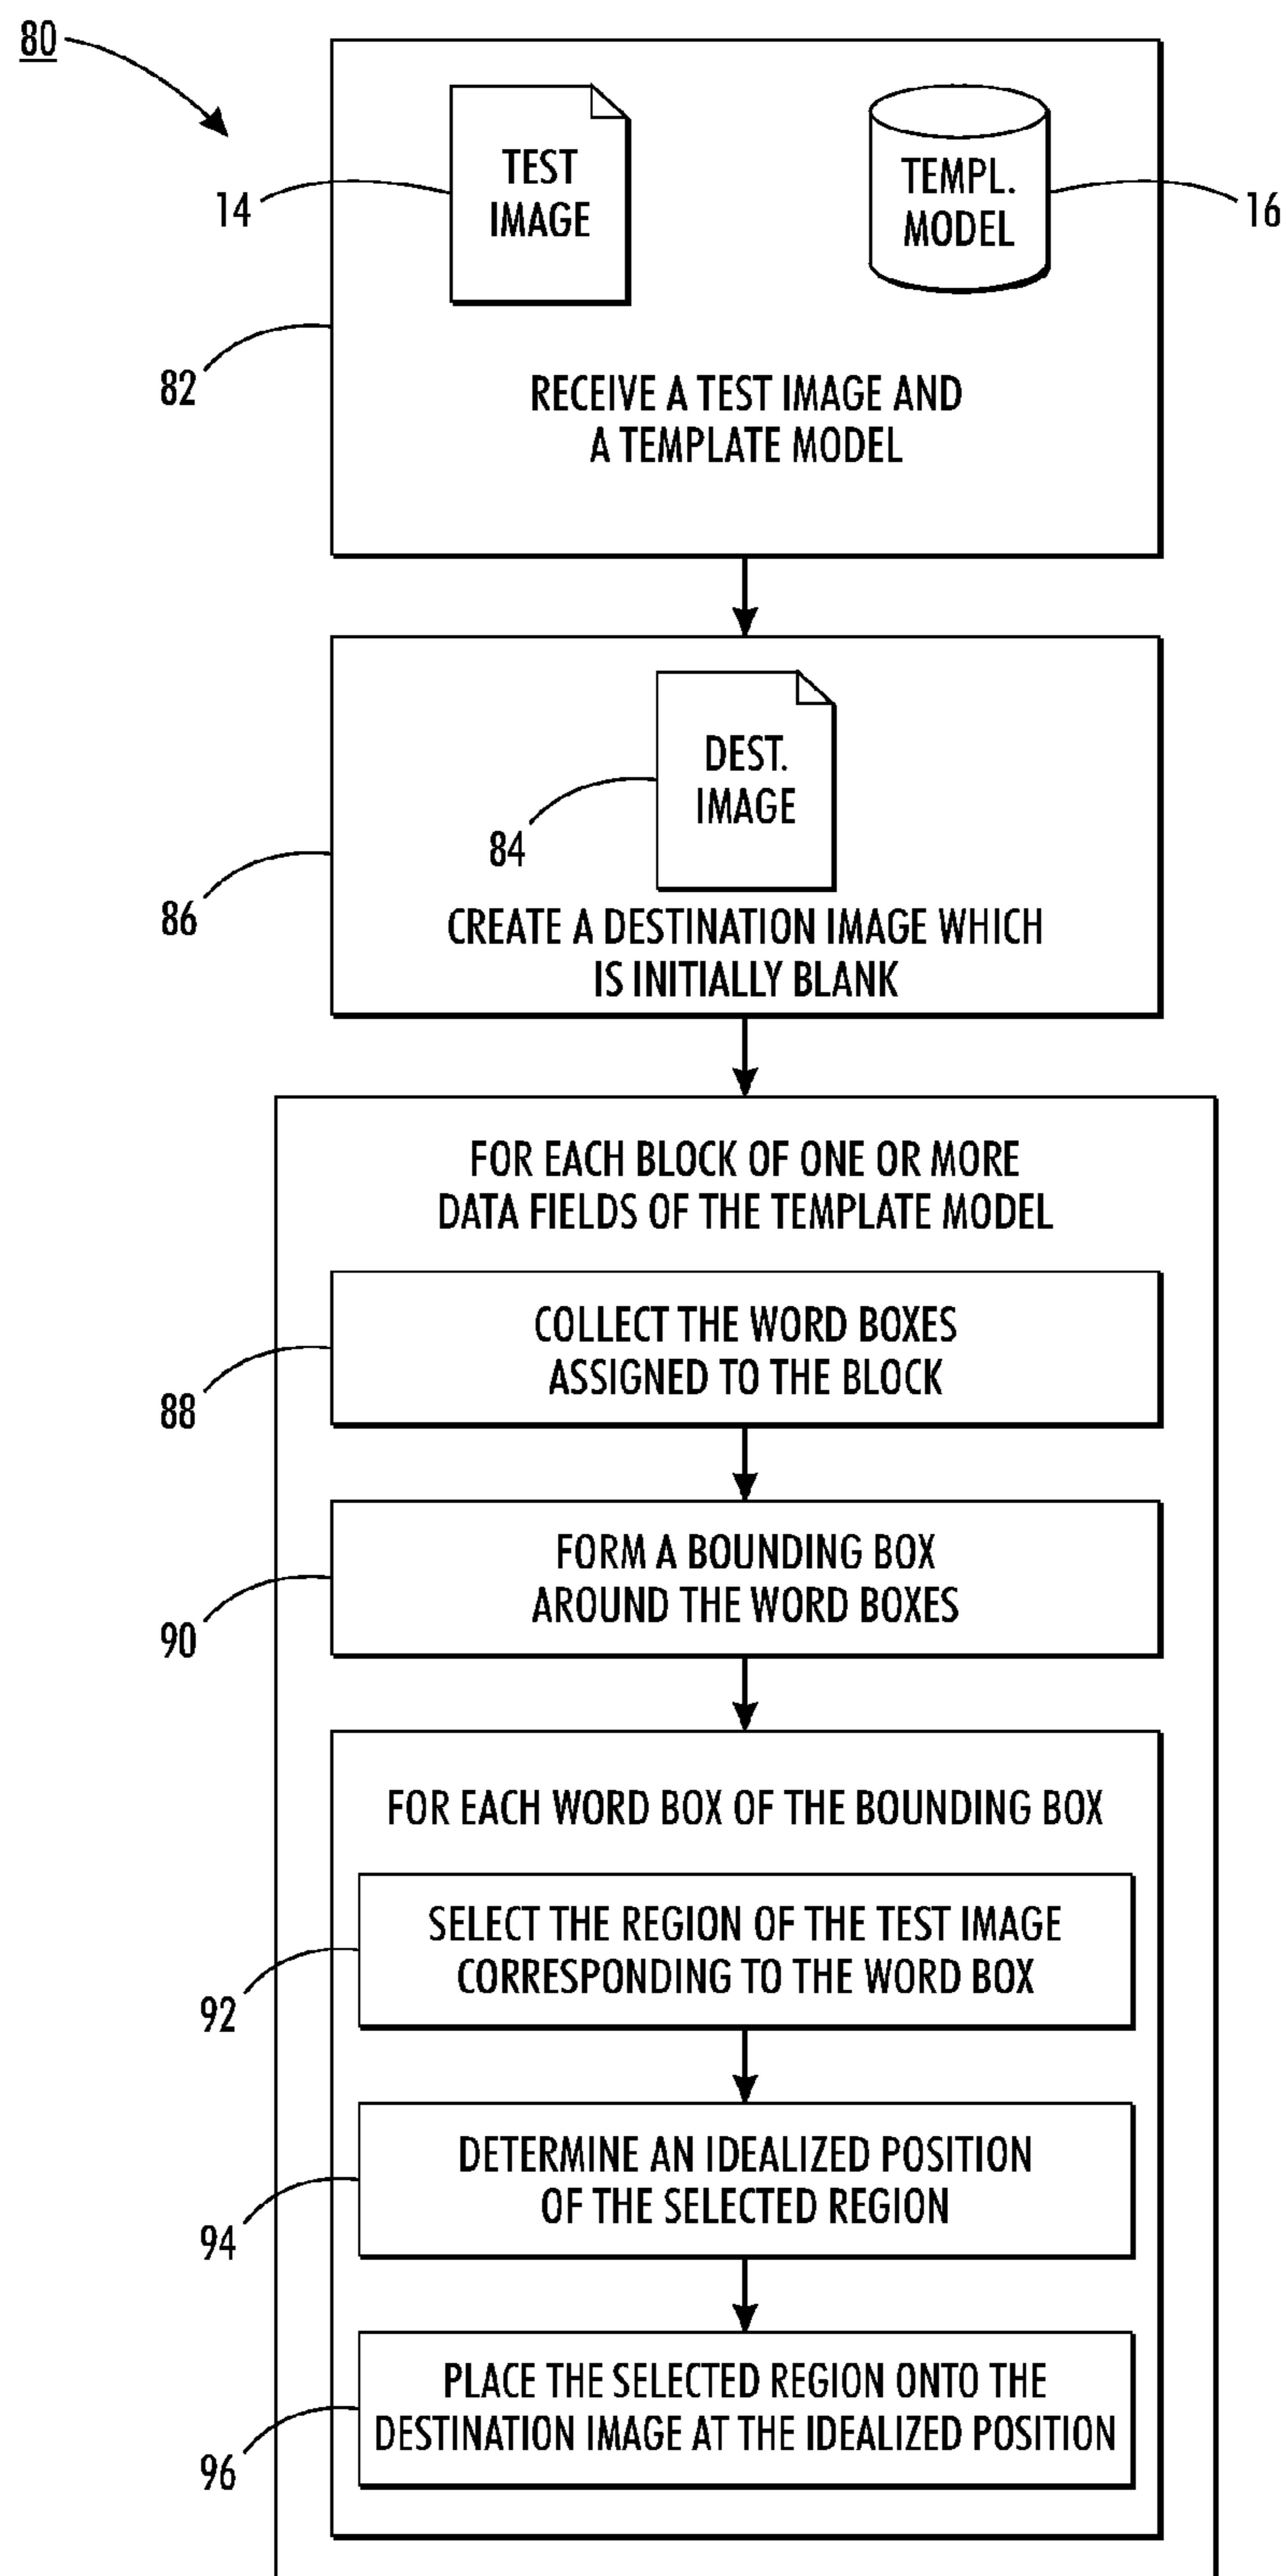 80
TEST
IMAGE
TEMPL.
MODEL
14
16
82
RECEIVE A TEST IMAGE AND
A TEMPLATE MODEL
DEST.
IMAGE
84
86
CREATE A DESTINATION IMAGE WHICH
IS INITIALLY BLANK
FOR EACH BLOCK OF ONE OR MORE
DATA FIELDS OF THE TEMPLATE MODEL
COLLECT THE WORD BOXES
ASSIGNED TO THE BLOCK
88
FORM A BOUNDING BOX
AROUND THE WORD BOXES
90
FOR EACH WORD BOX OF THE BOUNDING BOX
SELECT THE REGION OF THE TEST IMAGE
CORRESPONDING TO THE WORD BOX
92
DETERMINE AN IDEALIZED POSITION
OF THE SELECTED REGION
94
PLACE THE SELECTED REGION ONTO THE
DESTINATION IMAGE AT THE IDEALIZED POSITION
96